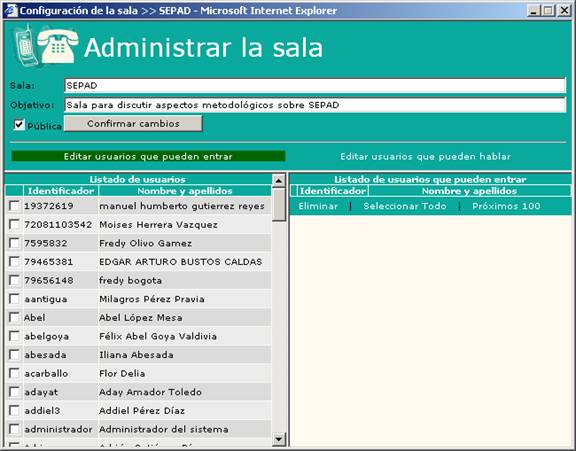 Configuración de la sala >> SEPAD - Microsoft Internet Explorer
Administrar la sala
Sala: SEPAD
Objetivo: Sala para discutir aspectos metodológicos sobre SEPAD
Pública Confirmar cambios
Editar usuarios que pueden entrar Editar usuarios que pueden hablar
Listado de usuarios
Identificador Nombre y apellidos
19372619 manuel humberto gutierrez reyes
72081103542 Moises Herrera Vazquez
7595832 Fredy Olivo Gamez
79465381 EDGAR ARTURO BUSTOS CALDAS
79656148 fredy bogota
aantigua Milagros Pérez Pravia
Abel Abel López Mesa
abelgoya Félix Abel Goya Valdivia
abesada Iliana Abesada
acarballo Flor Delia
adayat Aday Amador Toledo
addiel3 Addiel Pérez Díaz
administrador Administrador del sistema
Listado de usuarios que pueden entrar
Identificador Nombre y apellidos
Eliminar | Seleccionar Todo | Próximos 100